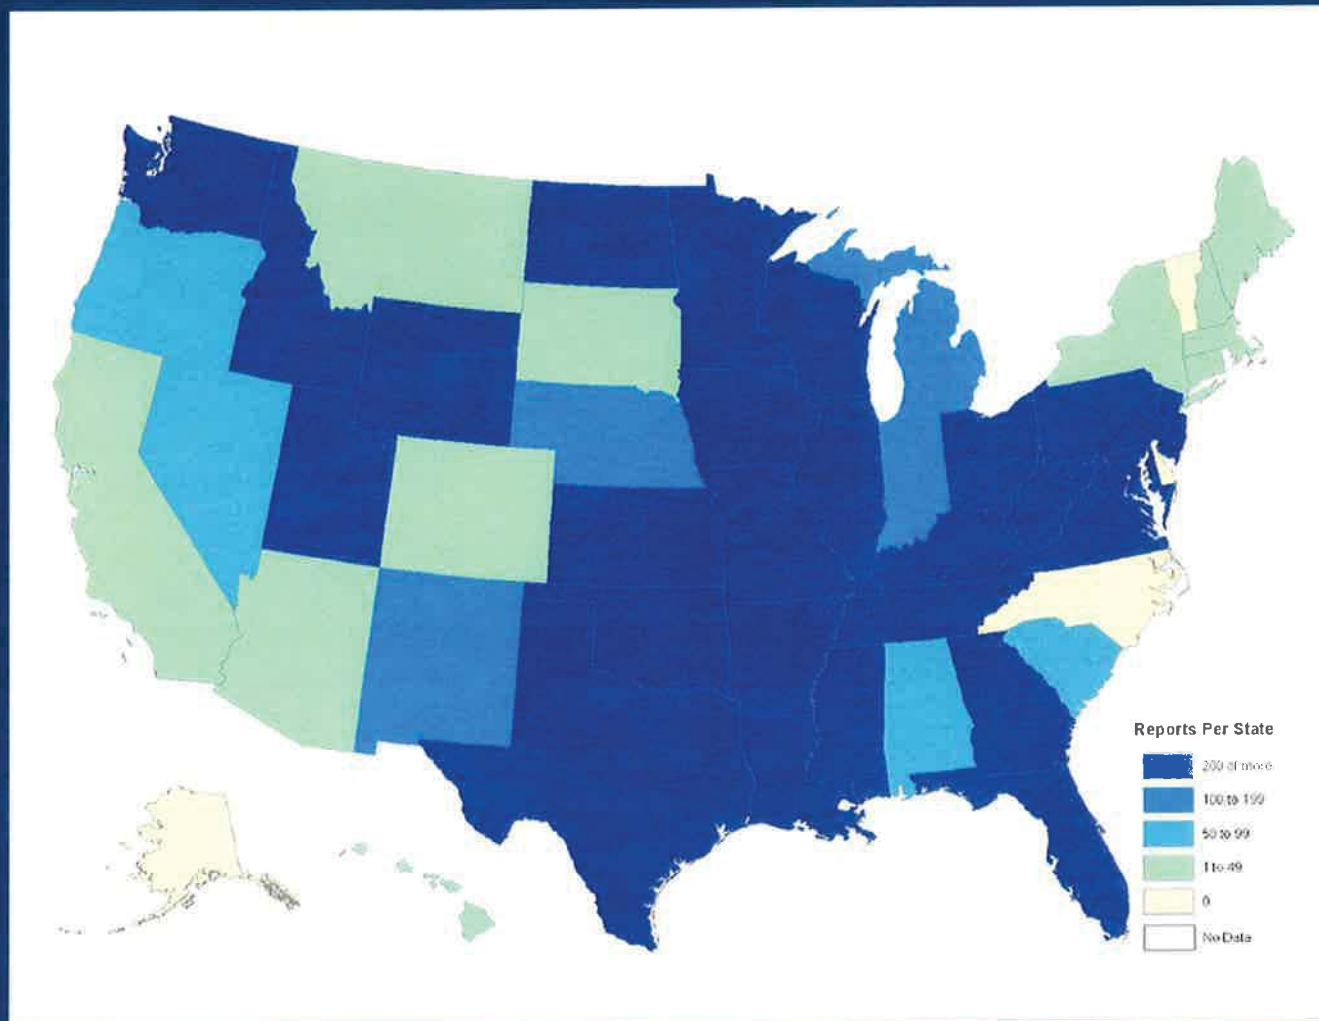 Reports Per State
200 or more
100 to 199
50 to 99
1 to 49
0
No Data